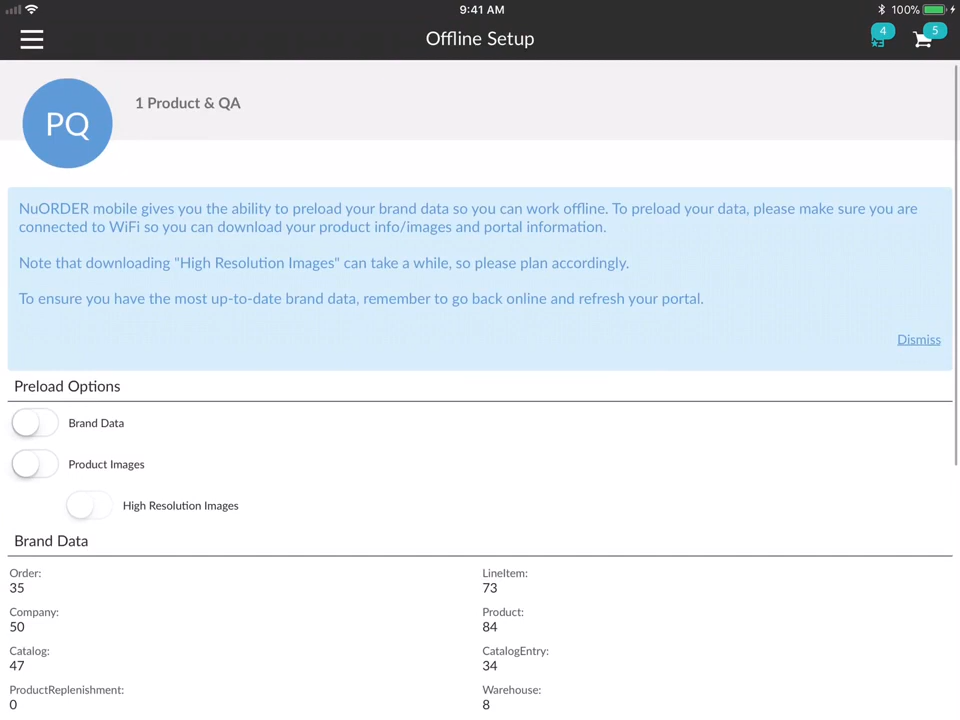 9:41 AM
100%
Offline Setup
4
5
PQ
1 Product & QA
NuORDER mobile gives you the ability to preload your brand data so you can work offline. To preload your data, please make sure you are
connected to WiFi so you can download your product info/images and portal information.
Note that downloading "High Resolution Images" can take a while, so please plan accordingly.
To ensure you have the most up-to-date brand data, remember to go back online and refresh your portal.
Dismiss
Preload Options
Brand Data
Product Images
High Resolution Images
Brand Data
Order:
35
LineItem:
73
Company:
50
Product:
84
Catalog:
47
CatalogEntry:
34
ProductReplenishment:
0
Warehouse:
8